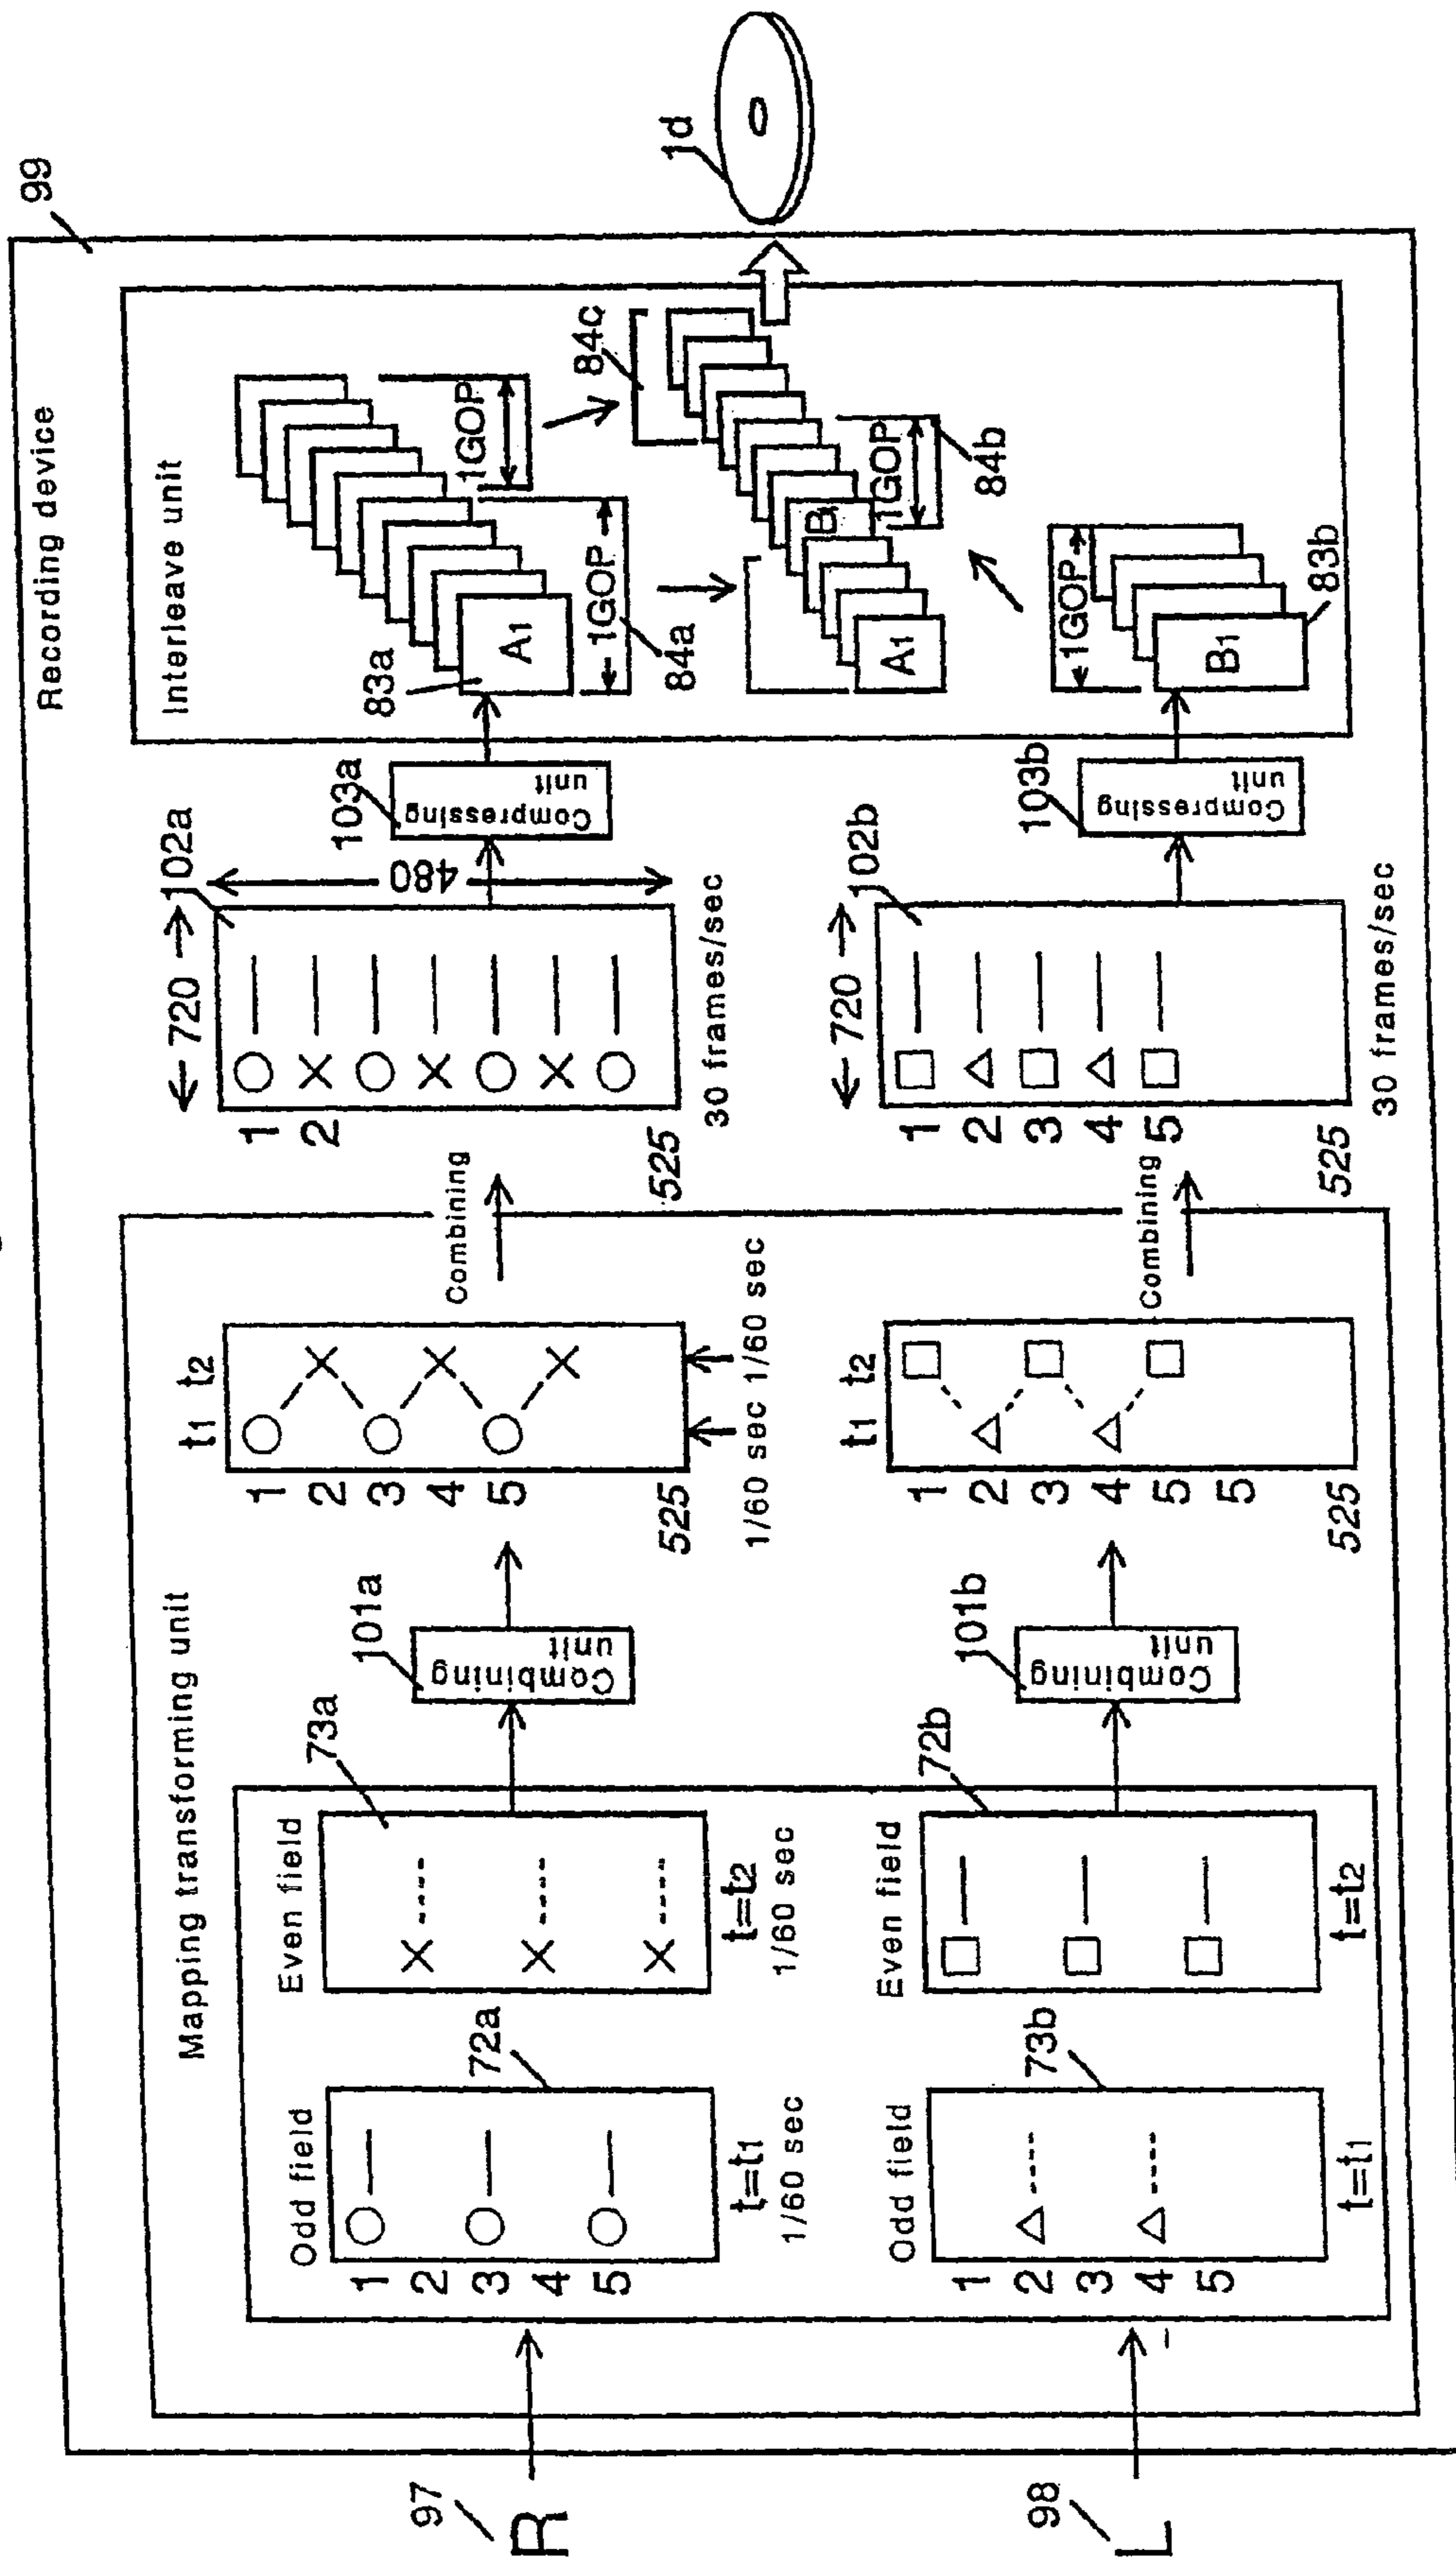 Recording device
99
Mapping transforming unit
Interleave unit
97
R
Odd field
1
2
3
4
5
72a
t=t1
1/60 sec
Even field
73a
t=t2
1/60 sec
101a
Combining
unit
t1 t2
1
2
3
4
5
525
1/60 sec 1/60 sec
Combining
← 720 →
102a
1
2
480
525
30 frames/sec
103a
Compressing
unit
83a
A1
1GOP
84a
1GOP
84c
A1
B
1GOP
84b
1d
98
L
Odd field
1
2
3
4
5
73b
t=t1
Even field
72b
t=t2
101b
Combining
unit
t1 t2
1
2
3
4
5
5
525
Combining
← 720 →
102b
1
2
3
4
5
525
30 frames/sec
103b
Compressing
unit
1GOP
B1
83b